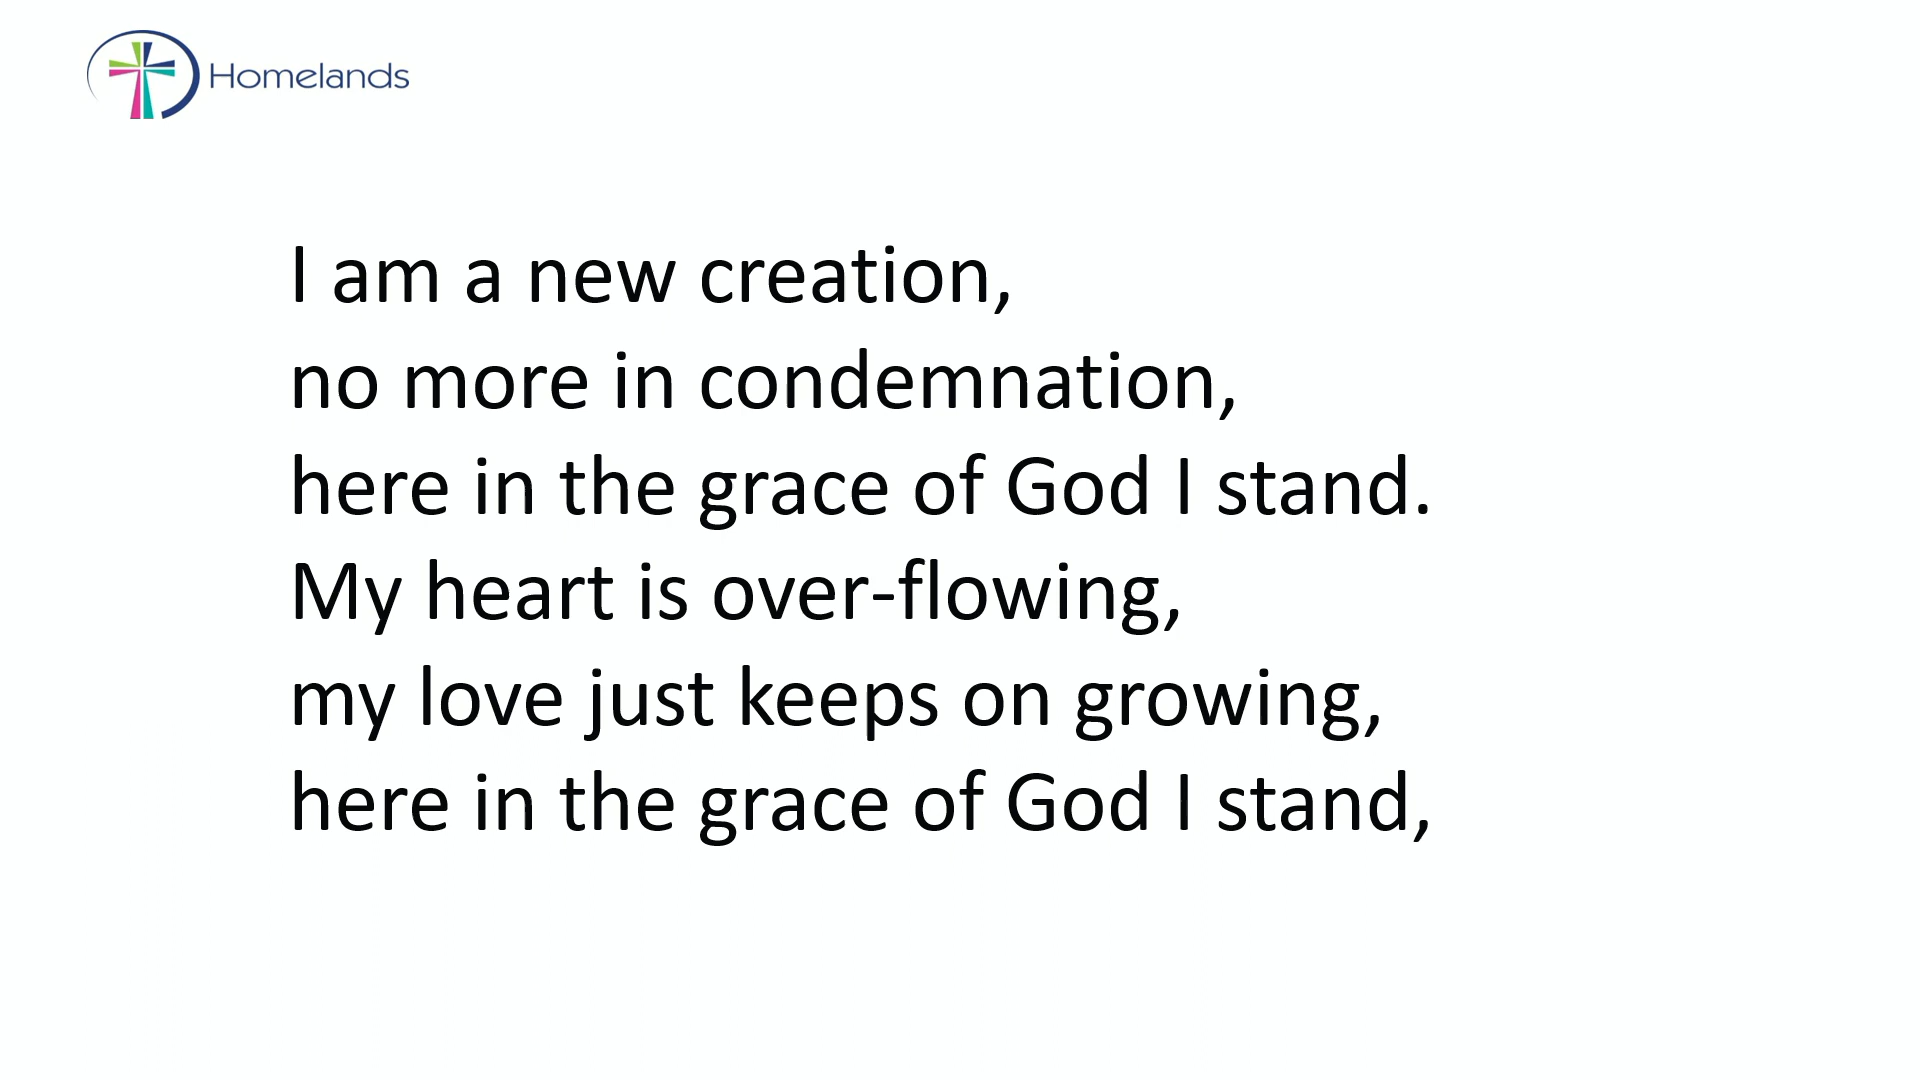 Homelands
I am a new creation,
no more in condemnation,
here in the grace of God I stand.
My heart is over-flowing,
my love just keeps on growing,
here in the grace of God I stand,